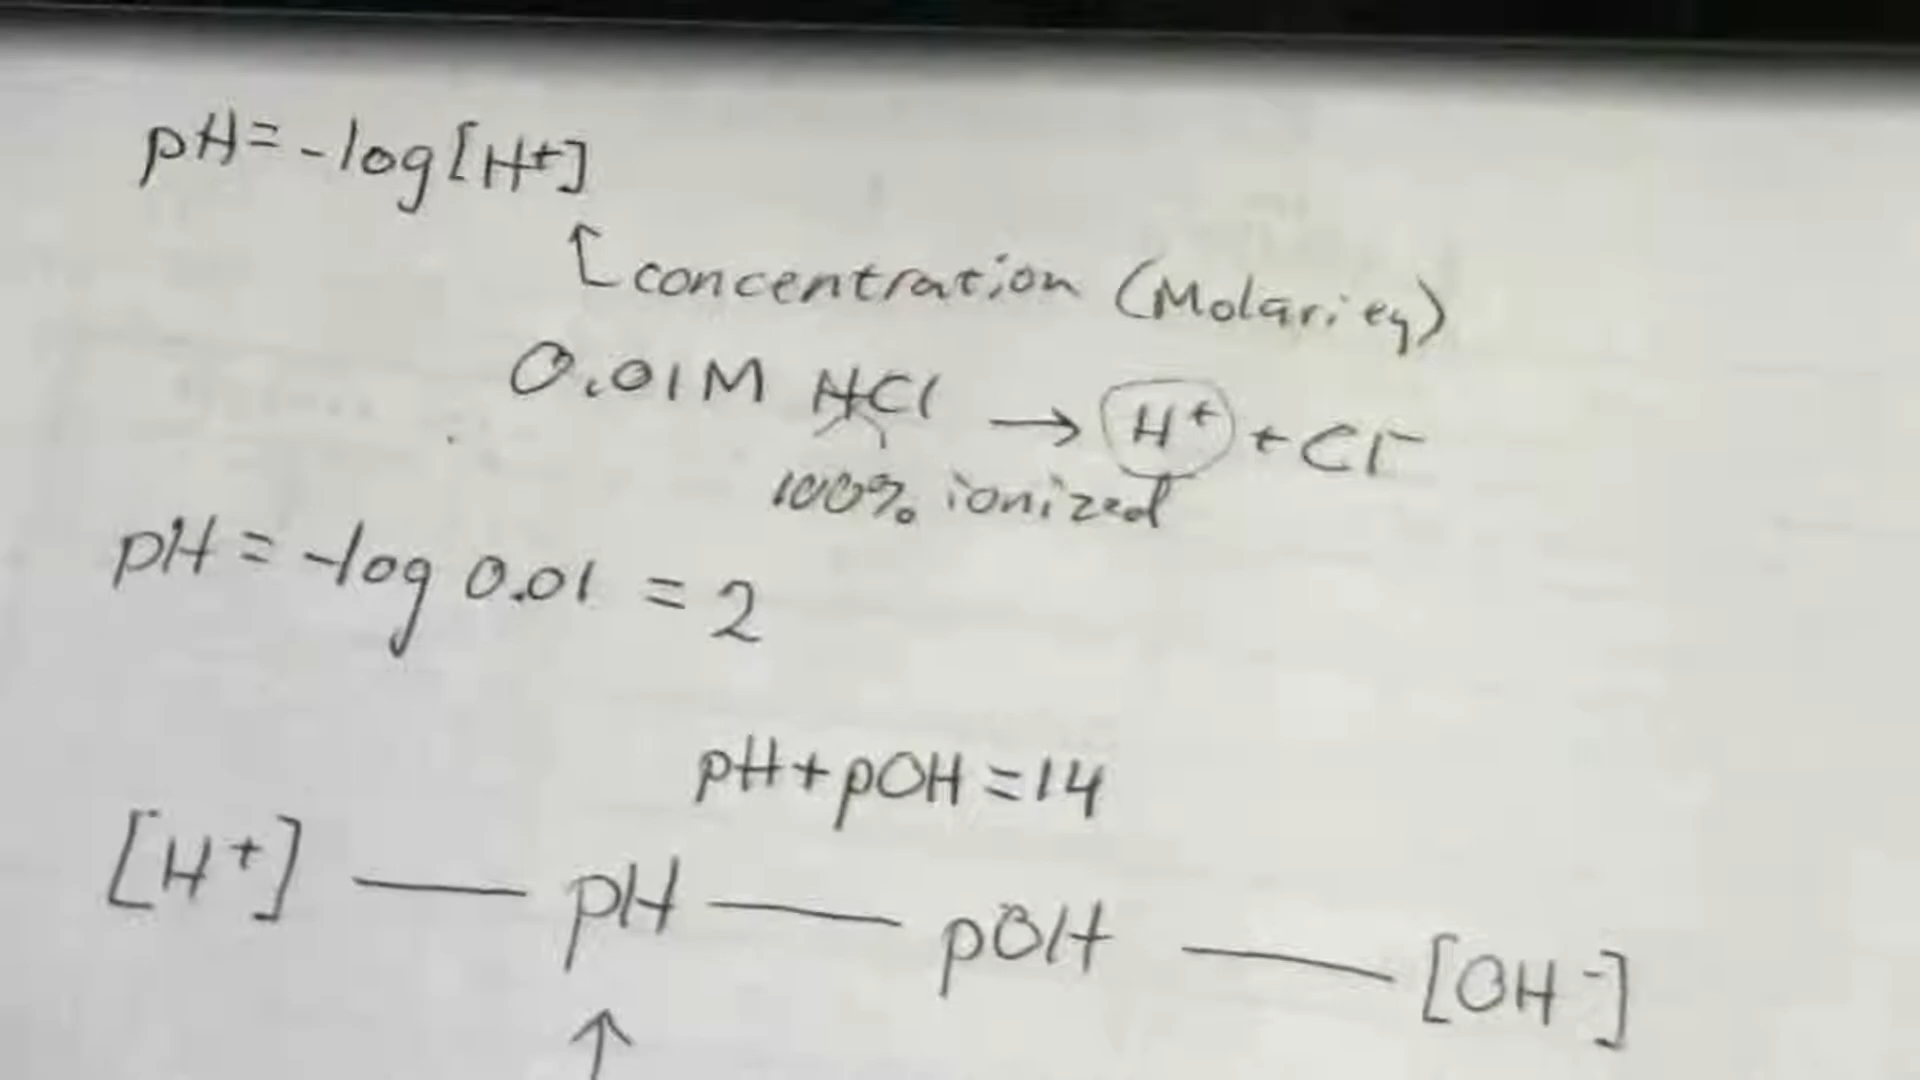 pH = -log[H+]
concentration (Molarity)
0.01M HCl → H+ + Cl-
100% ionized
pH = -log 0.01 = 2
pH + pOH = 14
[H+] — pH — pOH — [OH-]